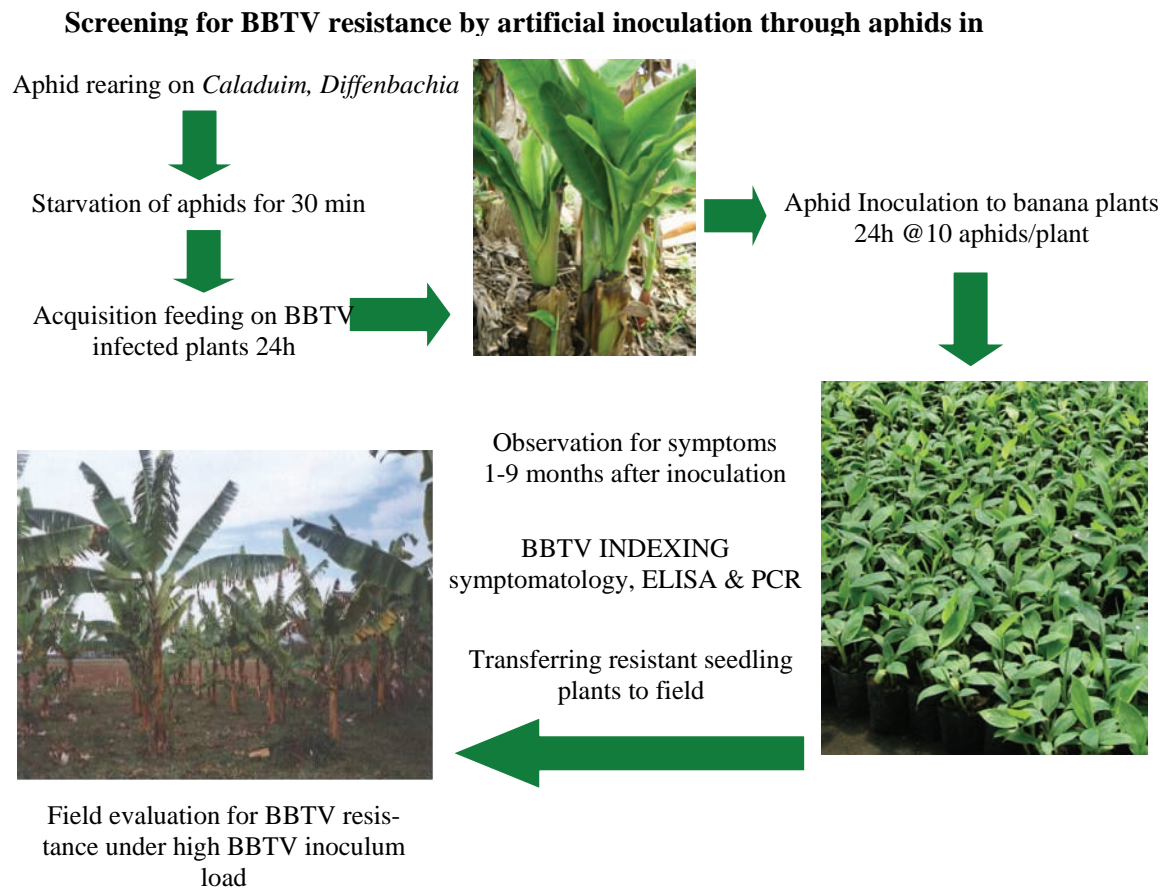 Screening for BBTV resistance by artificial inoculation through aphids in
Aphid rearing on Caladuim, Diffenbachia
Starvation of aphids for 30 min
Acquisition feeding on BBTV
infected plants 24h
Aphid Inoculation to banana plants
24h @10 aphids/plant
Observation for symptoms
1-9 months after inoculation
BBTV INDEXING
symptomatology, ELISA & PCR
Transferring resistant seedling
plants to field
Field evaluation for BBTV resis-
tance under high BBTV inoculum
load